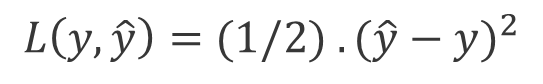 L(y, ŷ) = (1/2) . (ŷ − y)²